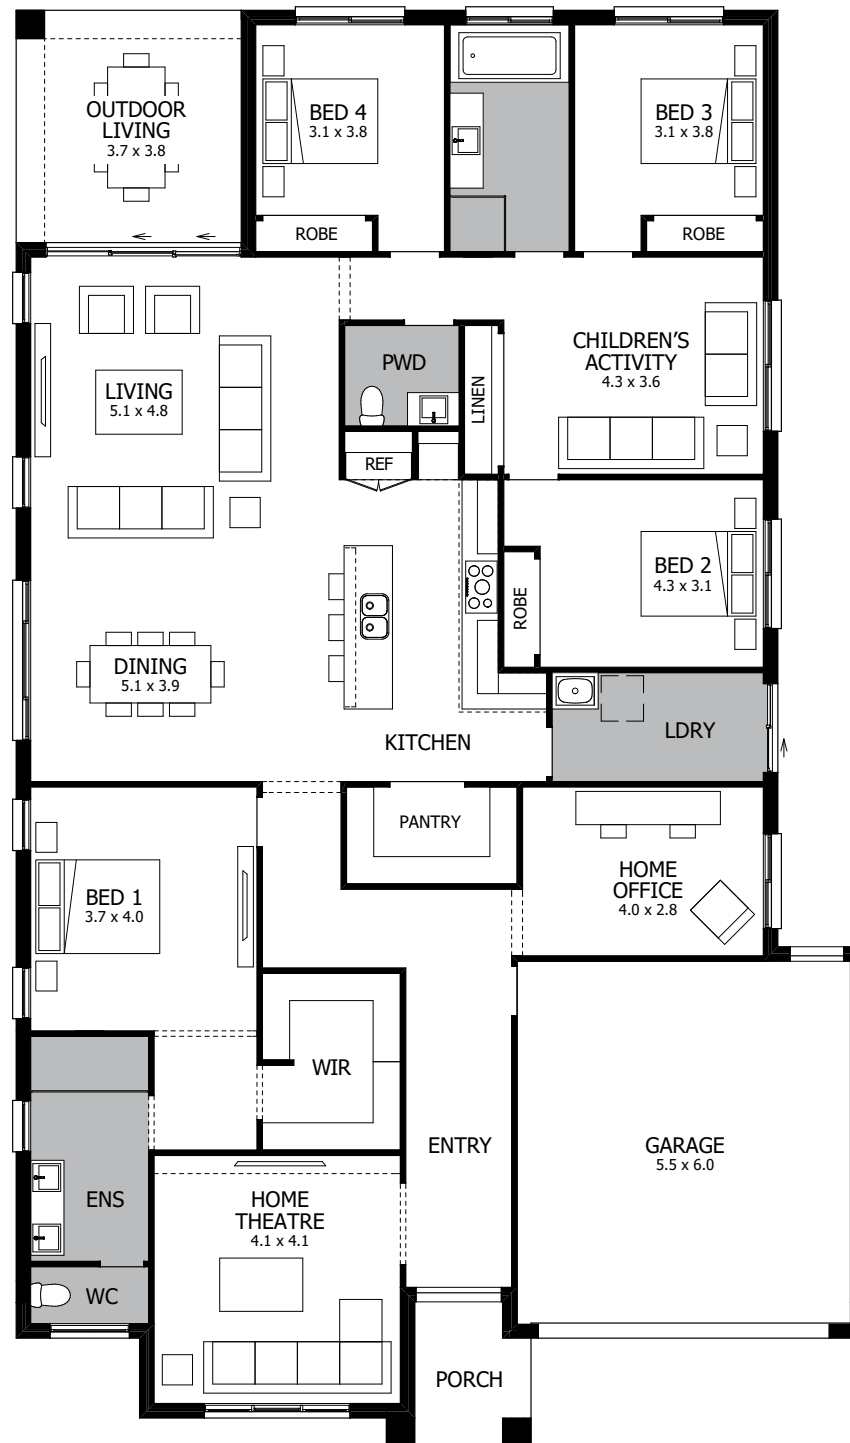 OUTDOOR
LIVING
3.7 x 3.8
BED 4
3.1 x 3.8
BED 3
3.1 x 3.8
ROBE
ROBE
PWD
LINEN
CHILDREN'S
ACTIVITY
4.3 x 3.6
LIVING
5.1 x 4.8
REF
BED 2
4.3 x 3.1
ROBE
DINING
5.1 x 3.9
KITCHEN
LDRY
PANTRY
HOME
OFFICE
4.0 x 2.8
BED 1
3.7 x 4.0
WIR
ENTRY
GARAGE
5.5 x 6.0
ENS
HOME
THEATRE
4.1 x 4.1
WC
PORCH